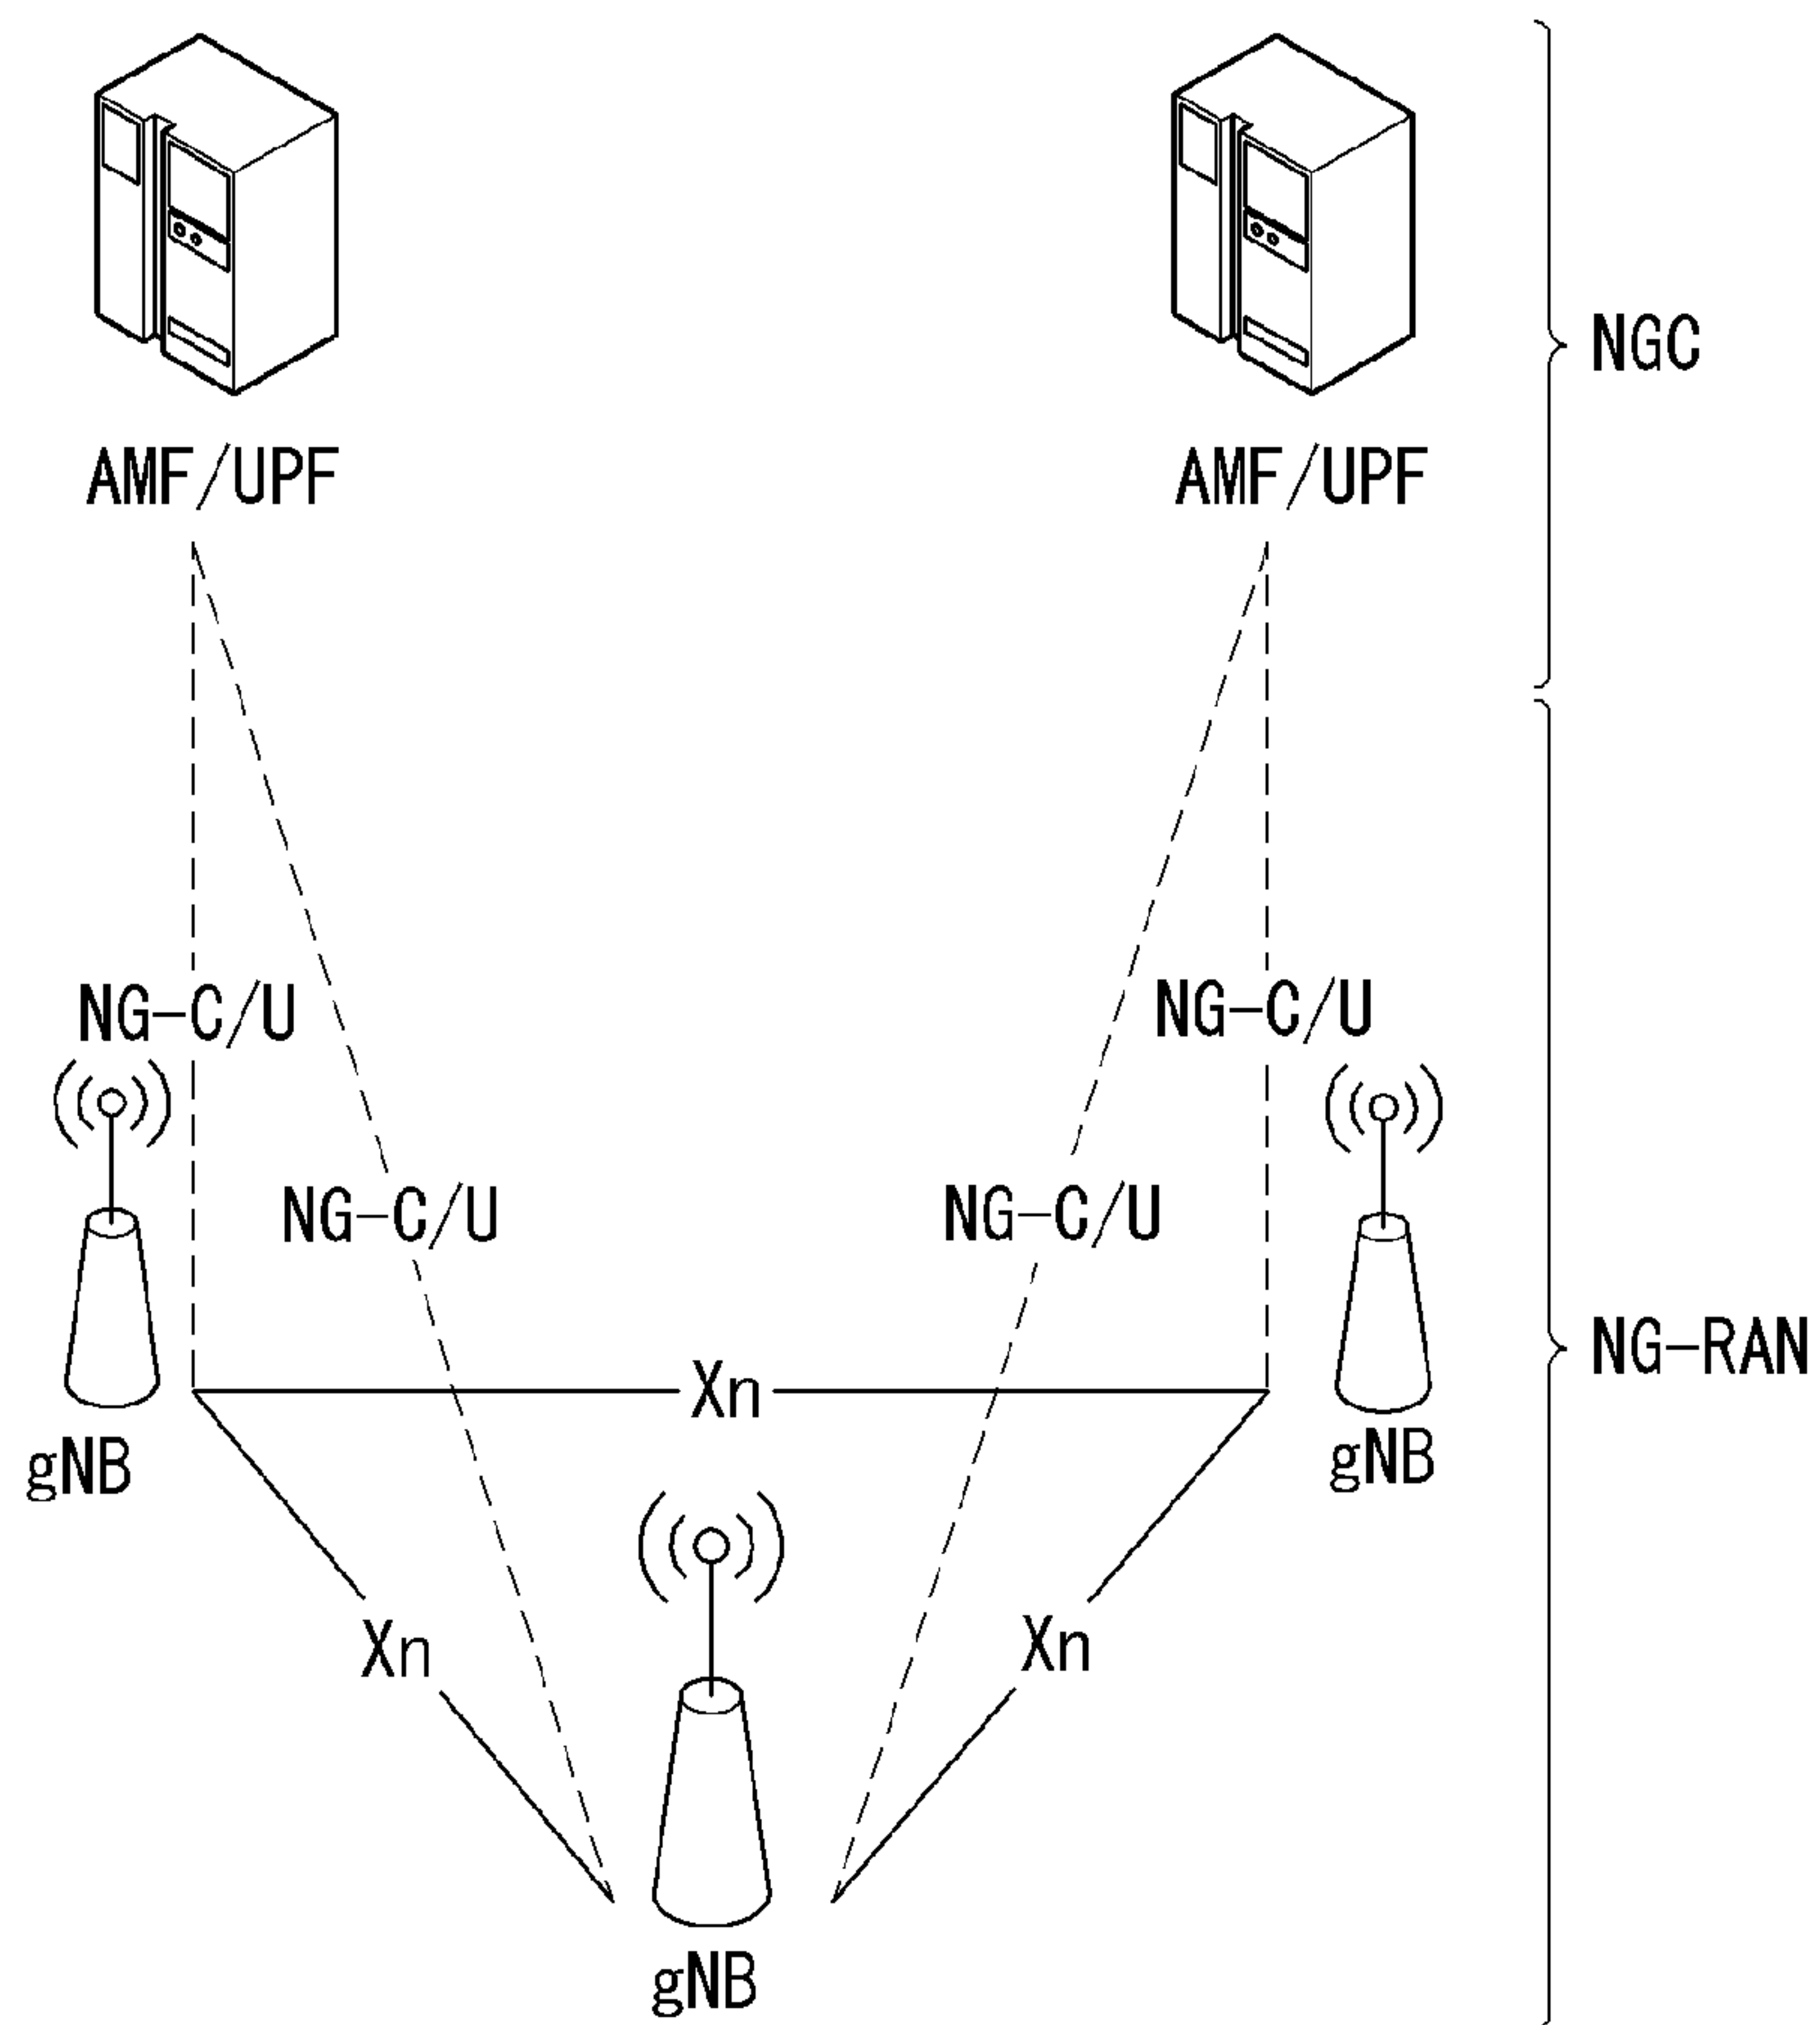 NGC
AMF/UPF
AMF/UPF
NG-C/U
NG-C/U
NG-C/U
NG-C/U
NG-RAN
Xn
gNB
gNB
Xn
Xn
gNB